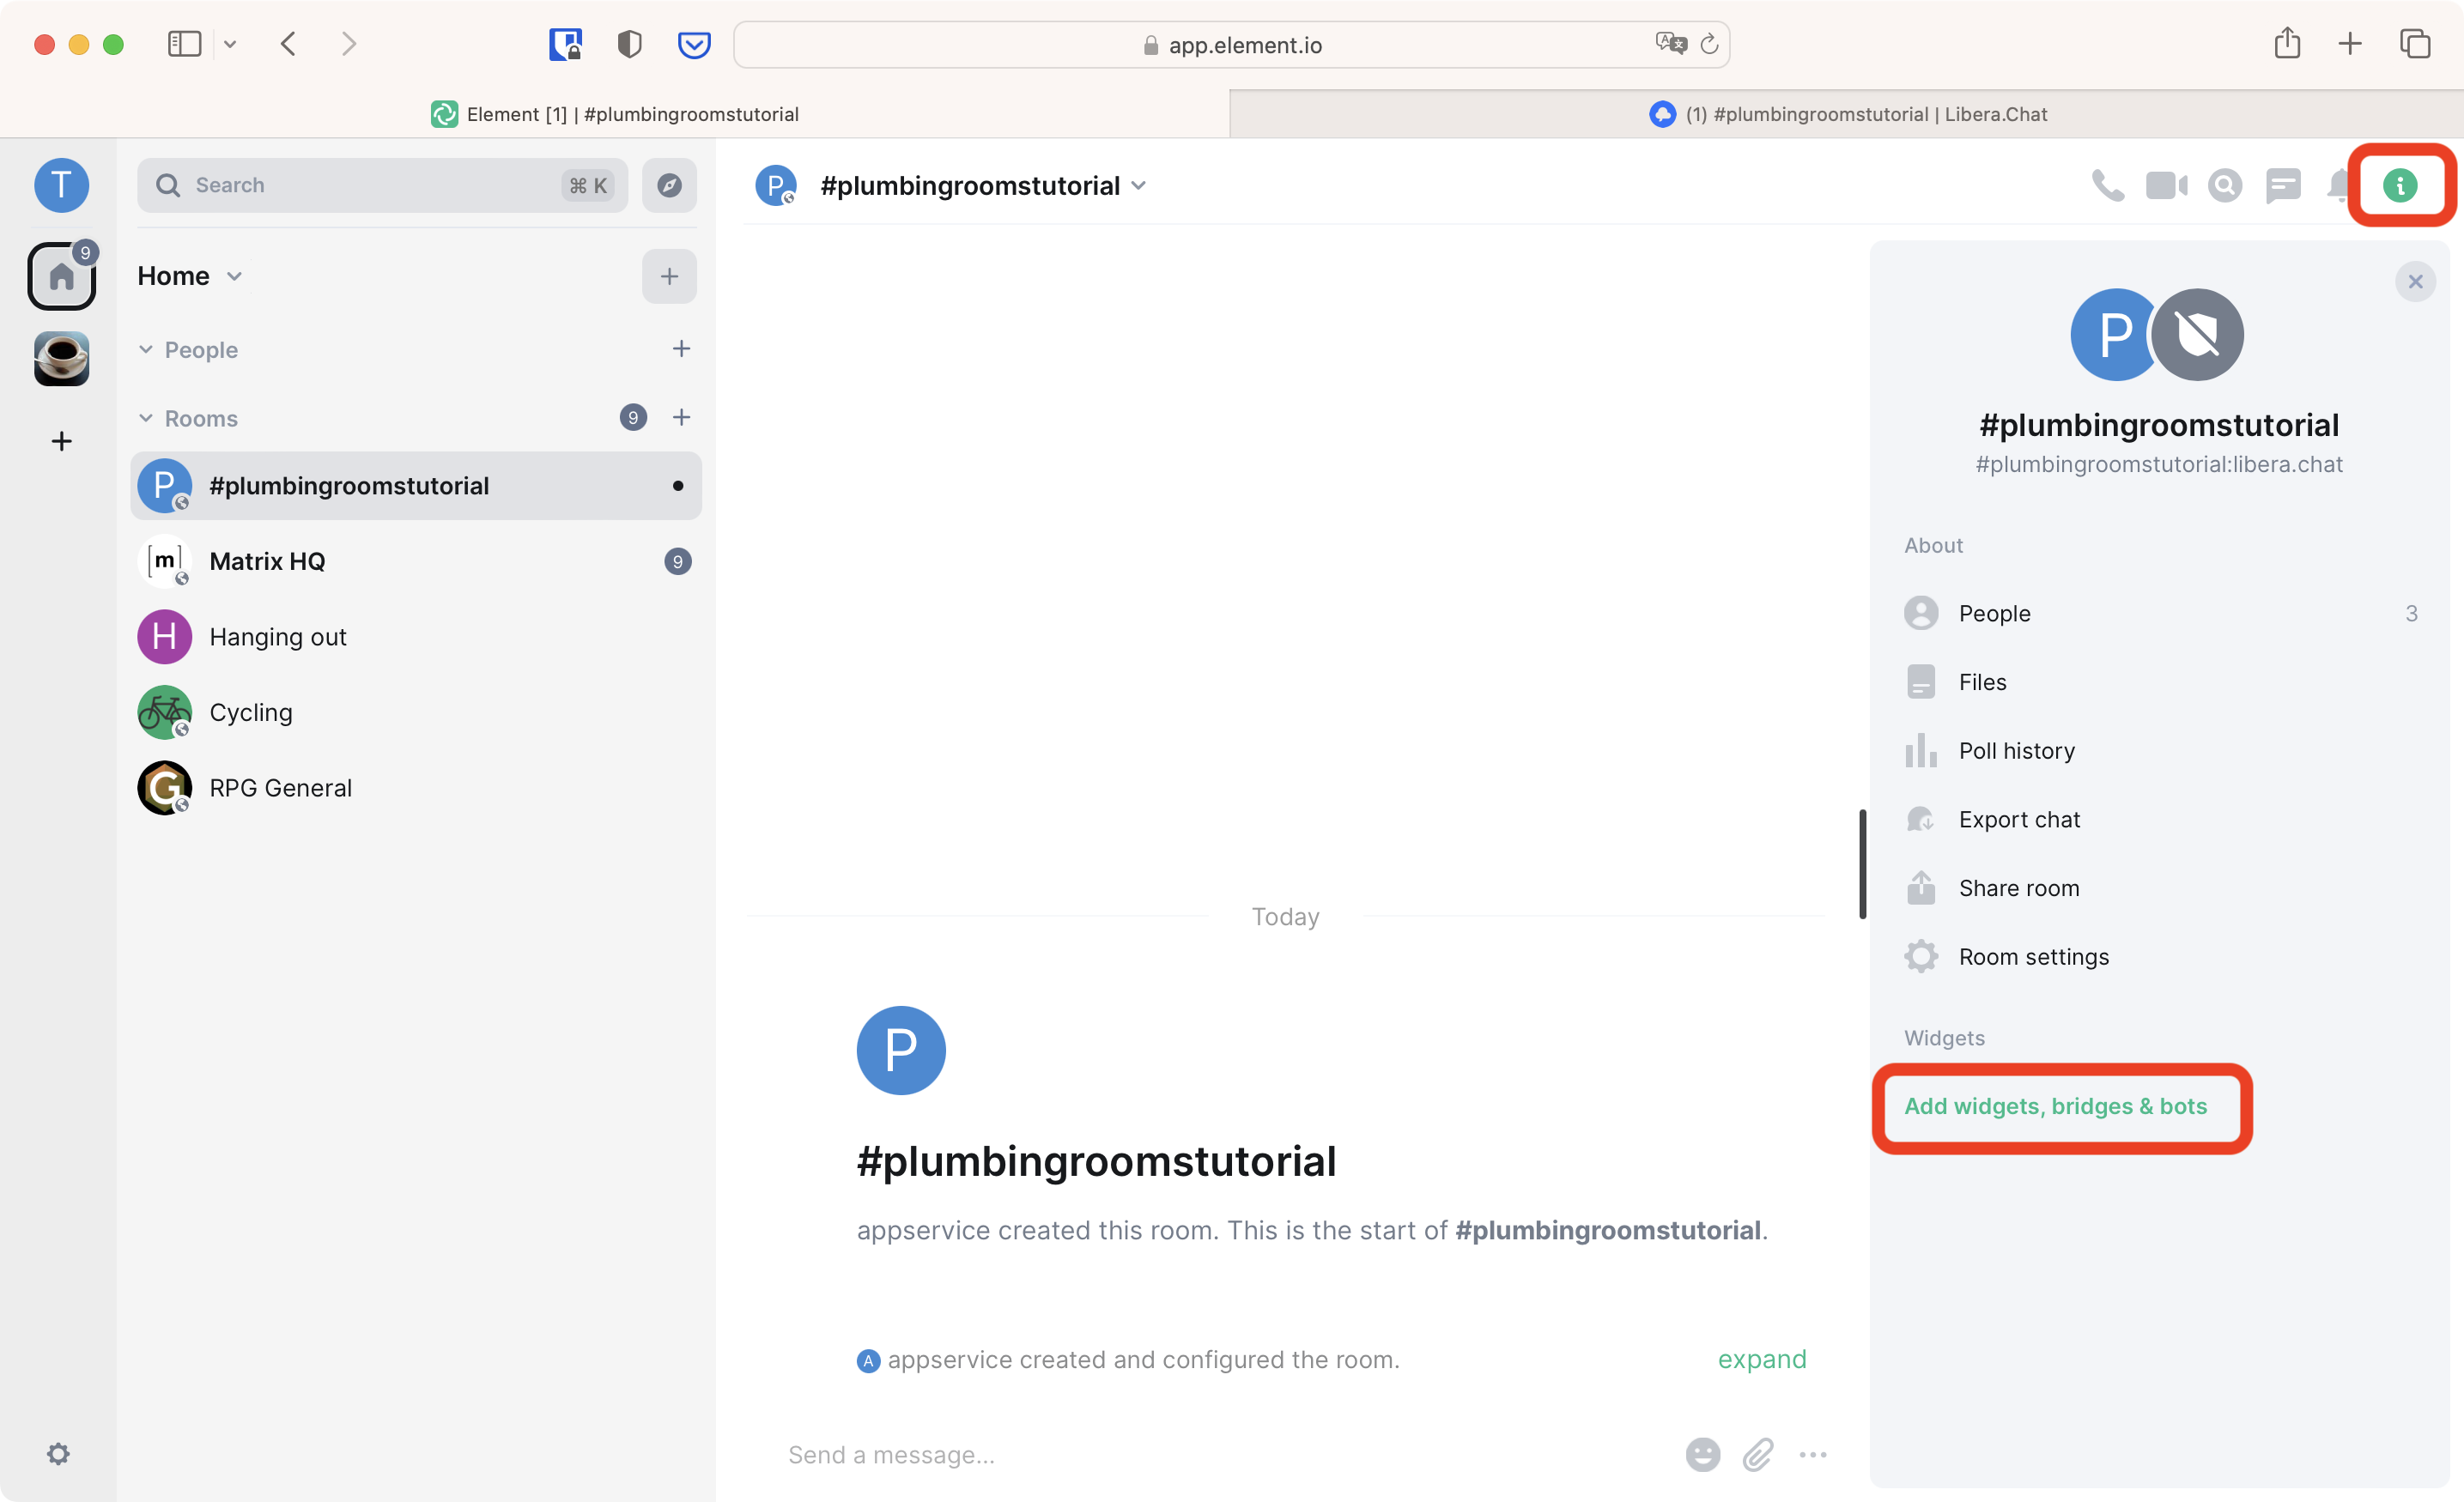 app.element.io
Element [1] | #plumbingroomstutorial
(1) #plumbingroomstutorial | Libera.Chat
T
Search
⌘ K
9
Home
People
Rooms
9
P
#plumbingroomstutorial
[m]
Matrix HQ
9
H
Hanging out
Cycling
G
RPG General
P
#plumbingroomstutorial
Today
P
#plumbingroomstutorial
appservice created this room. This is the start of #plumbingroomstutorial.
A
appservice created and configured the room.
expand
Send a message...
P
#plumbingroomstutorial
#plumbingroomstutorial:libera.chat
About
People
3
Files
Poll history
Export chat
Share room
Room settings
Widgets
Add widgets, bridges & bots